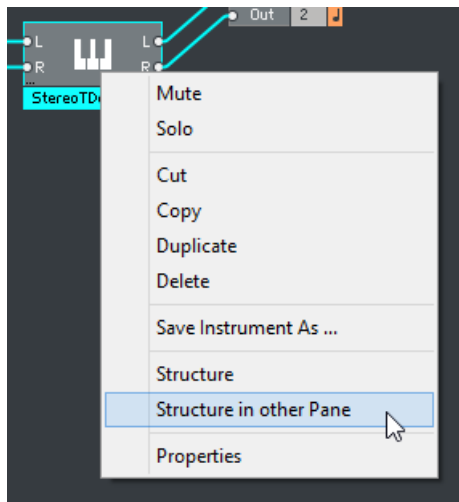 Out 2
L L
R R
...
StereoTD
Mute
Solo
Cut
Copy
Duplicate
Delete
Save Instrument As ...
Structure
Structure in other Pane
Properties